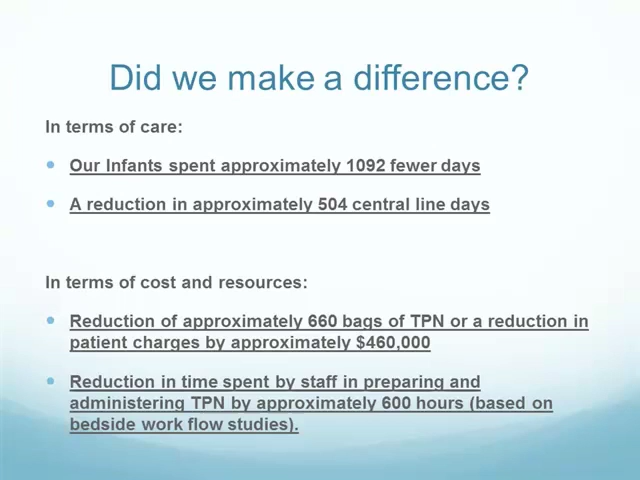 Did we make a difference?
In terms of care:
Our Infants spent approximately 1092 fewer days
A reduction in approximately 504 central line days
In terms of cost and resources:
Reduction of approximately 660 bags of TPN or a reduction in
patient charges by approximately $460,000
Reduction in time spent by staff in preparing and
administering TPN by approximately 600 hours (based on
bedside work flow studies).